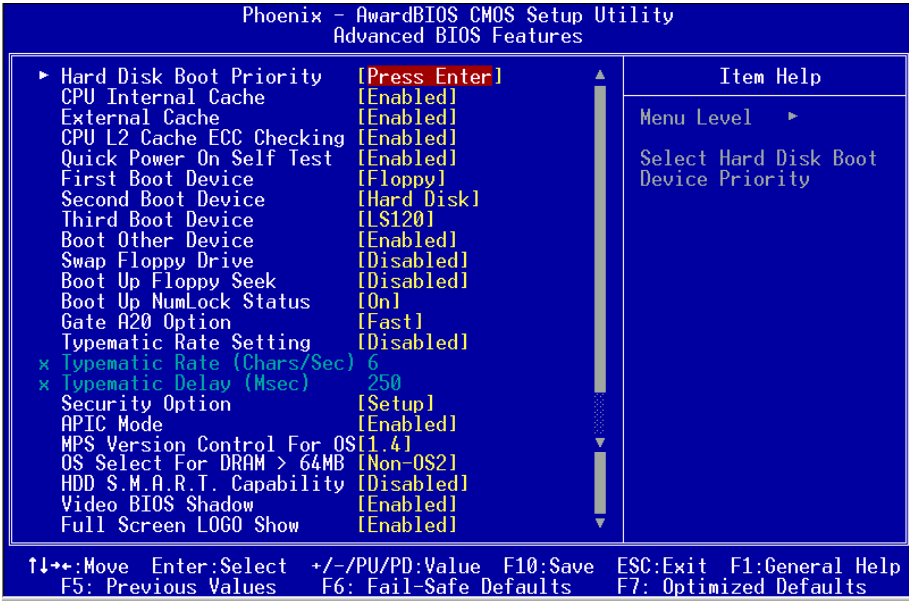 Phoenix - AwardBIOS CMOS Setup Utility
Advanced BIOS Features
▶ Hard Disk Boot Priority [Press Enter]
CPU Internal Cache [Enabled]
External Cache [Enabled]
CPU L2 Cache ECC Checking [Enabled]
Quick Power On Self Test [Enabled]
First Boot Device [Floppy]
Second Boot Device [Hard Disk]
Third Boot Device [LS120]
Boot Other Device [Enabled]
Swap Floppy Drive [Disabled]
Boot Up Floppy Seek [Disabled]
Boot Up NumLock Status [On]
Gate A20 Option [Fast]
Typematic Rate Setting [Disabled]
x Typematic Rate (Chars/Sec) 6
x Typematic Delay (Msec) 250
Security Option [Setup]
APIC Mode [Enabled]
MPS Version Control For OS[1.4]
OS Select For DRAM > 64MB [Non-OS2]
HDD S.M.A.R.T. Capability [Disabled]
Video BIOS Shadow [Enabled]
Full Screen LOGO Show [Enabled]
Item Help
Menu Level ▶
Select Hard Disk Boot
Device Priority
↑↓→←:Move Enter:Select +/-/PU/PD:Value F10:Save ESC:Exit F1:General Help
F5: Previous Values F6: Fail-Safe Defaults F7: Optimized Defaults